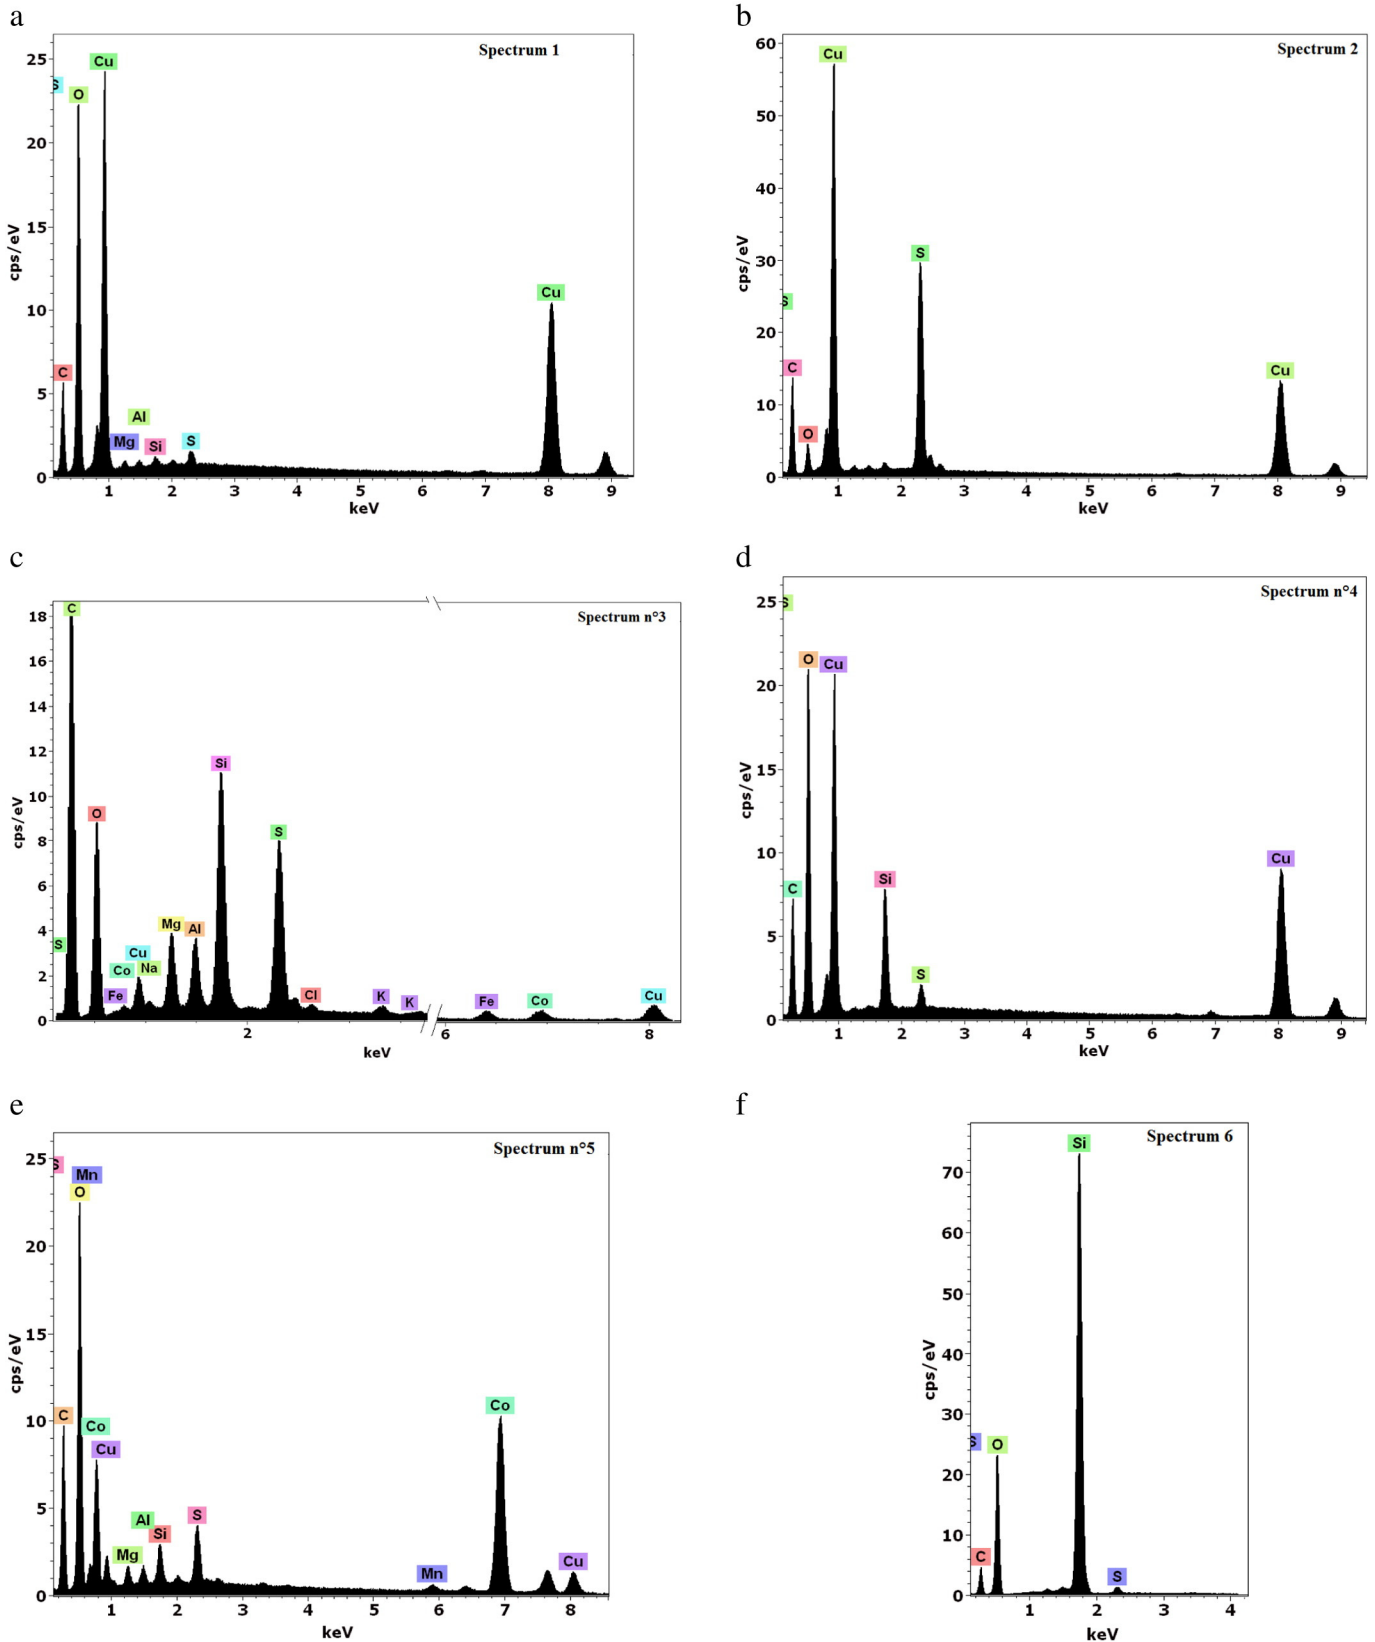 a
Spectrum 1
25
20
15
10
5
0
cps/eV
S
O
Cu
C
Mg
Al
Si
S
Cu
1 2 3 4 5 6 7 8 9
keV
b
Spectrum 2
60
50
40
30
20
10
0
cps/eV
Cu
S
S
C
O
Cu
1 2 3 4 5 6 7 8 9
keV
c
Spectrum n°3
18
16
14
12
10
8
6
4
2
0
cps/eV
C
O
S
Fe
Co
Cu
Na
Mg
Al
Si
S
Cl
K
K
Fe
Co
Cu
2 6 8
keV
d
Spectrum n°4
25
20
15
10
5
0
cps/eV
S
O
Cu
C
Si
S
Cu
1 2 3 4 5 6 7 8 9
keV
e
Spectrum n°5
25
20
15
10
5
0
cps/eV
S
Mn
O
C
Co
Cu
Al
Mg
Si
S
Mn
Co
Cu
1 2 3 4 5 6 7 8
keV
f
Spectrum 6
70
60
50
40
30
20
10
0
cps/eV
Si
S
O
C
S
1 2 3 4
keV